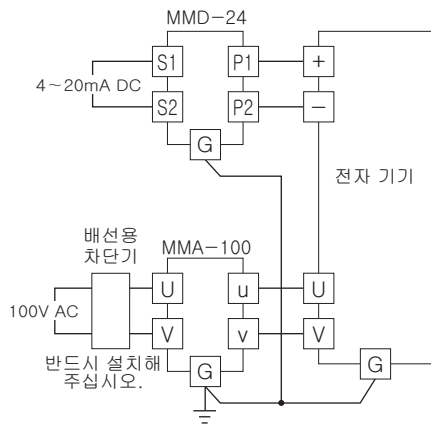 MMD-24
S1
P1
+
4~20mA DC
S2
P2
−
G
전자 기기
배선용
차단기
MMA-100
U
u
U
100V AC
V
v
V
반드시 설치해
주십시오.
G
G